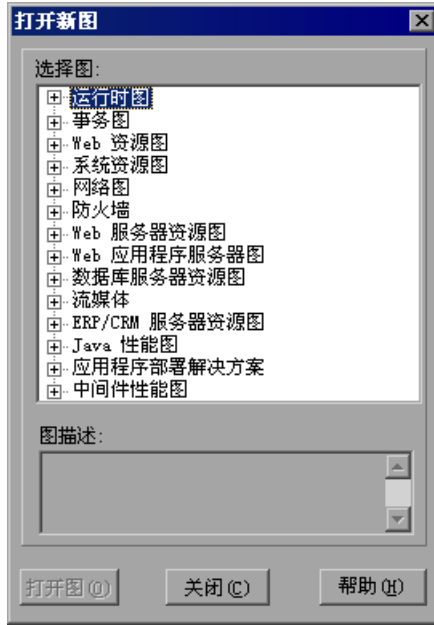 打开新图
选择图:
运行时图
事务图
Web 资源图
系统资源图
网络图
防火墙
Web 服务器资源图
Web 应用程序服务器图
数据库服务器资源图
流媒体
ERP/CRM 服务器资源图
Java 性能图
应用程序部署解决方案
中间件性能图
图描述:
打开图(O) 关闭(C) 帮助(H)